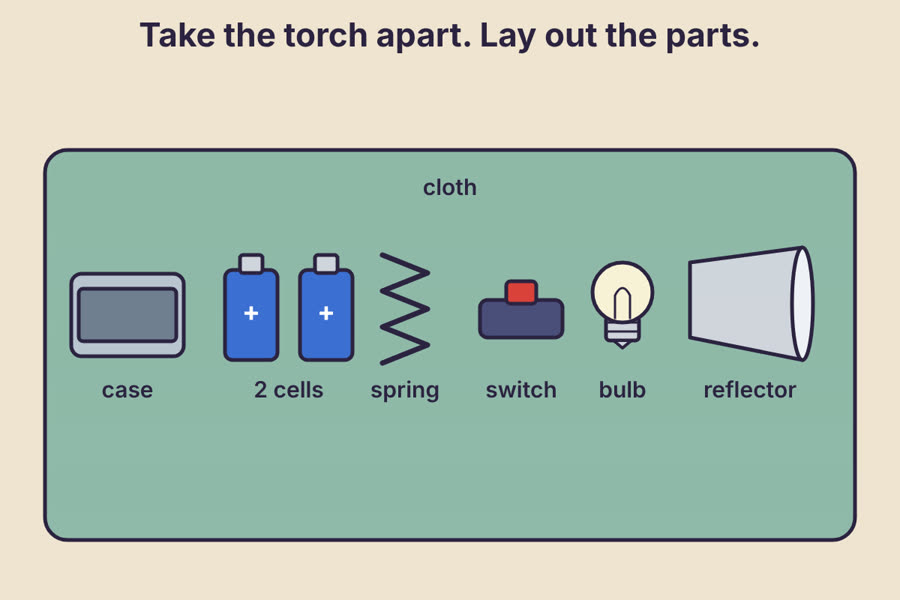 Take the torch apart. Lay out the parts.
cloth
+ +
case 2 cells spring switch bulb reflector